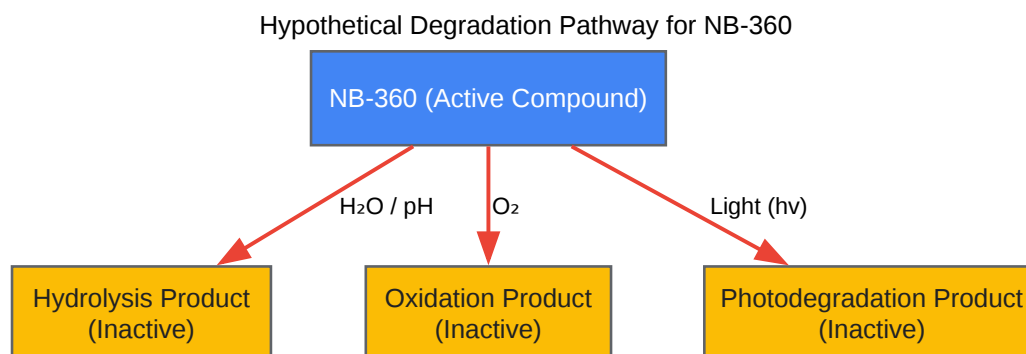 Hypothetical Degradation Pathway for NB-360
NB-360 (Active Compound)
H₂O / pH
O₂
Light (hv)
Hydrolysis Product
(Inactive)
Oxidation Product
(Inactive)
Photodegradation Product
(Inactive)